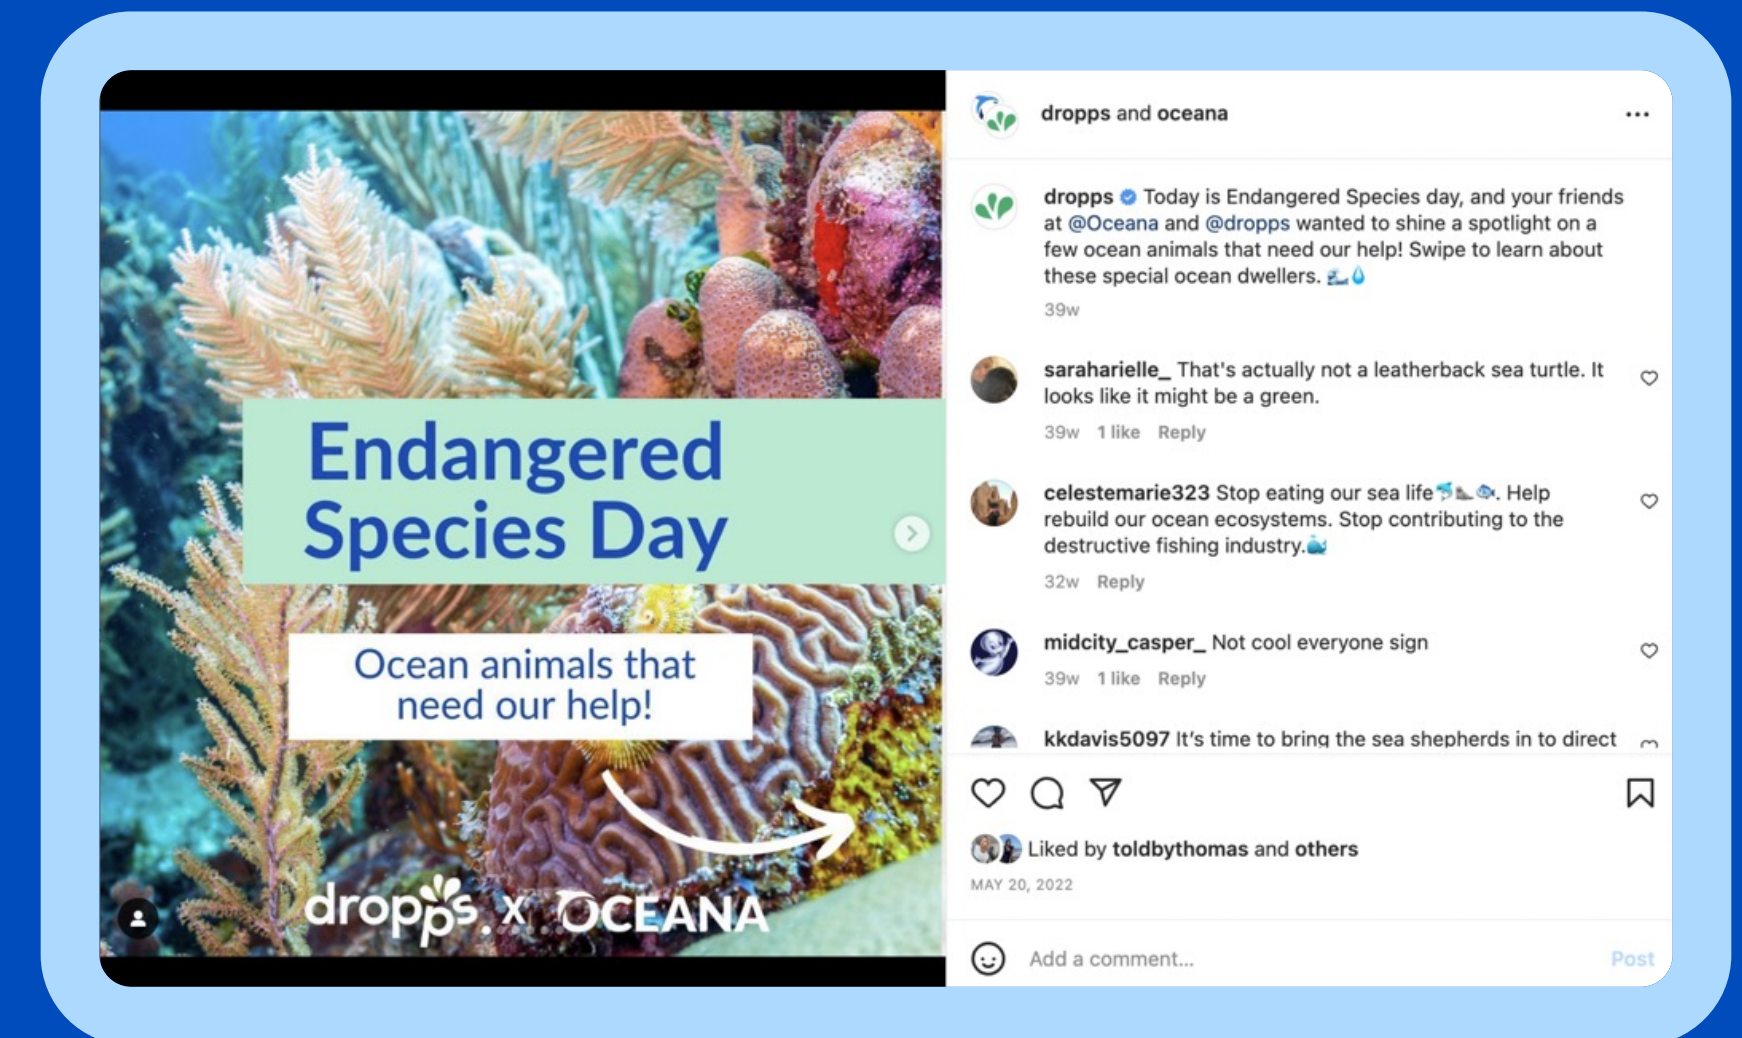 Endangered
Species Day
Ocean animals that
need our help!
dropps. x OCEANA
dropps and oceana
dropps Today is Endangered Species day, and your friends
at @Oceana and @dropps wanted to shine a spotlight on a
few ocean animals that need our help! Swipe to learn about
these special ocean dwellers. 🌊💧
39w
saraharielle_ That's actually not a leatherback sea turtle. It
looks like it might be a green.
39w 1 like Reply
celestemarie323 Stop eating our sea life. Help
rebuild our ocean ecosystems. Stop contributing to the
destructive fishing industry.🐳
32w Reply
midcity_casper_ Not cool everyone sign
39w 1 like Reply
kkdavis5097 It's time to bring the sea shepherds in to direct
Liked by toldbythomas and others
MAY 20, 2022
Add a comment...
Post